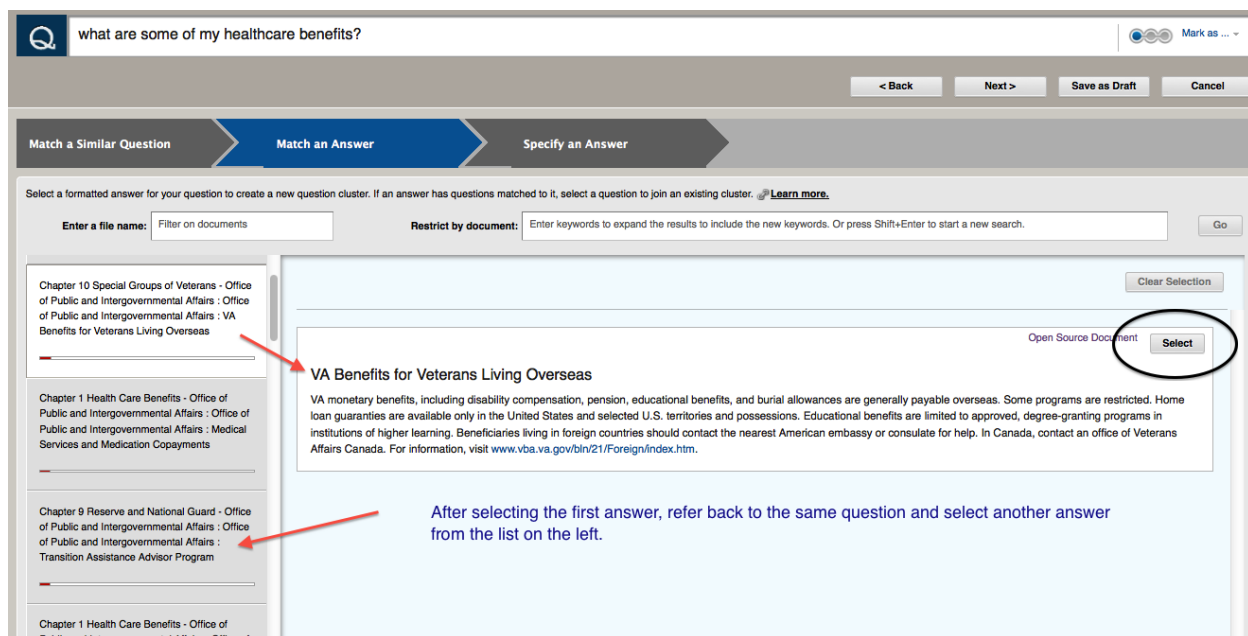 Q what are some of my healthcare benefits? Mark as ...
< Back Next > Save as Draft Cancel
Match a Similar Question Match an Answer Specify an Answer
Select a formatted answer for your question to create a new question cluster. If an answer has questions matched to it, select a question to join an existing cluster. Learn more.
Enter a file name: Filter on documents Restrict by document: Enter keywords to expand the results to include the new keywords. Or press Shift+Enter to start a new search. Go
Chapter 10 Special Groups of Veterans - Office
of Public and Intergovernmental Affairs : Office
of Public and Intergovernmental Affairs : VA
Benefits for Veterans Living Overseas
Chapter 1 Health Care Benefits - Office of
Public and Intergovernmental Affairs : Office of
Public and Intergovernmental Affairs : Medical
Services and Medication Copayments
Chapter 9 Reserve and National Guard - Office
of Public and Intergovernmental Affairs : Office
of Public and Intergovernmental Affairs :
Transition Assistance Advisor Program
Chapter 1 Health Care Benefits - Office of
Clear Selection
Open Source Document Select
VA Benefits for Veterans Living Overseas
VA monetary benefits, including disability compensation, pension, educational benefits, and burial allowances are generally payable overseas. Some programs are restricted. Home
loan guaranties are available only in the United States and selected U.S. territories and possessions. Educational benefits are limited to approved, degree-granting programs in
institutions of higher learning. Beneficiaries living in foreign countries should contact the nearest American embassy or consulate for help. In Canada, contact an office of Veterans
Affairs Canada. For information, visit www.vba.va.gov/bln/21/Foreign/index.htm.
After selecting the first answer, refer back to the same question and select another answer
from the list on the left.